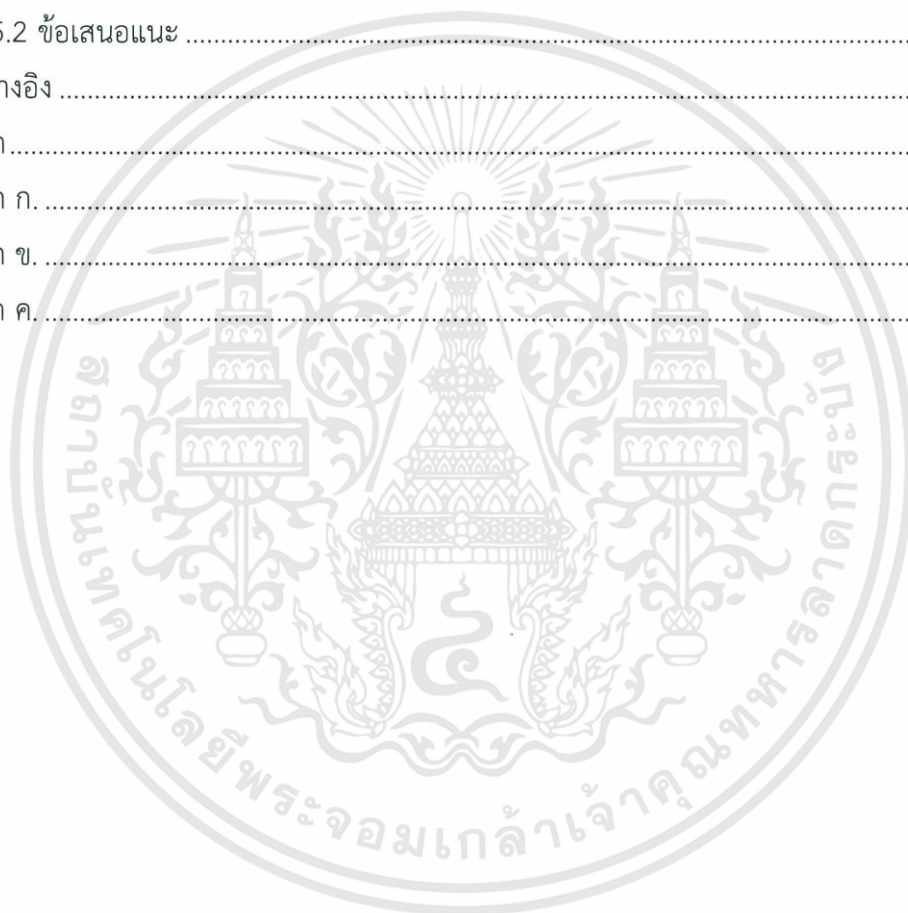 5.2 ข้อเสนอแนะ ........................................................................................................
างอิง ........................................................................................................
ก ........................................................................................................
ก ก. ........................................................................................................
ก ข. ........................................................................................................
ก ค. ........................................................................................................
สถาบันเทคโนโลยีพระจอมเกล้าเจ้าคุณทหารลาดกระบัง